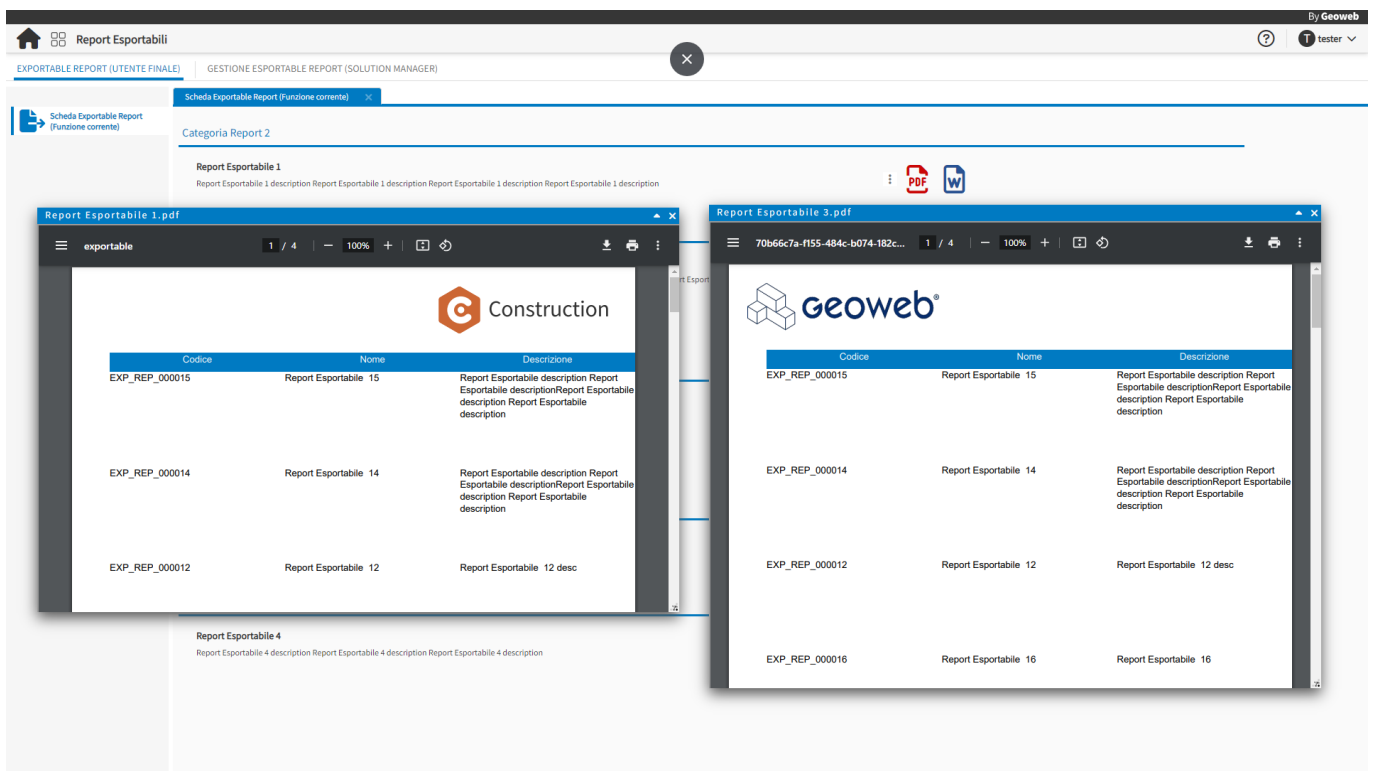 By Geoweb
Report Esportabili
? T tester
EXPORTABLE REPORT (UTENTE FINALE) GESTIONE ESPORTABLE REPORT (SOLUTION MANAGER)
Scheda Exportable Report (Funzione corrente)
Scheda Exportable Report
(Funzione corrente)
Categoria Report 2
Report Esportabile 1
Report Esportabile 1 description Report Esportabile 1 description Report Esportabile 1 description Report Esportabile 1 description
PDF W
Report Esportabile 1.pdf
exportable 1 / 4 100%
C Construction
Codice Nome Descrizione
EXP_REP_000015 Report Esportabile 15 Report Esportabile description Report
Esportabile descriptionReport Esportabile
description Report Esportabile
description
EXP_REP_000014 Report Esportabile 14 Report Esportabile description Report
Esportabile descriptionReport Esportabile
description Report Esportabile
description
EXP_REP_000012 Report Esportabile 12 Report Esportabile 12 desc
rt Esport
Report Esportabile 3.pdf
70b66c7a-f155-484c-b074-182c... 1 / 4 100%
GEOWEB®
Codice Nome Descrizione
EXP_REP_000015 Report Esportabile 15 Report Esportabile description Report
Esportabile descriptionReport Esportabile
description Report Esportabile
description
EXP_REP_000014 Report Esportabile 14 Report Esportabile description Report
Esportabile descriptionReport Esportabile
description Report Esportabile
description
EXP_REP_000012 Report Esportabile 12 Report Esportabile 12 desc
EXP_REP_000016 Report Esportabile 16 Report Esportabile 16
Report Esportabile 4
Report Esportabile 4 description Report Esportabile 4 description Report Esportabile 4 description